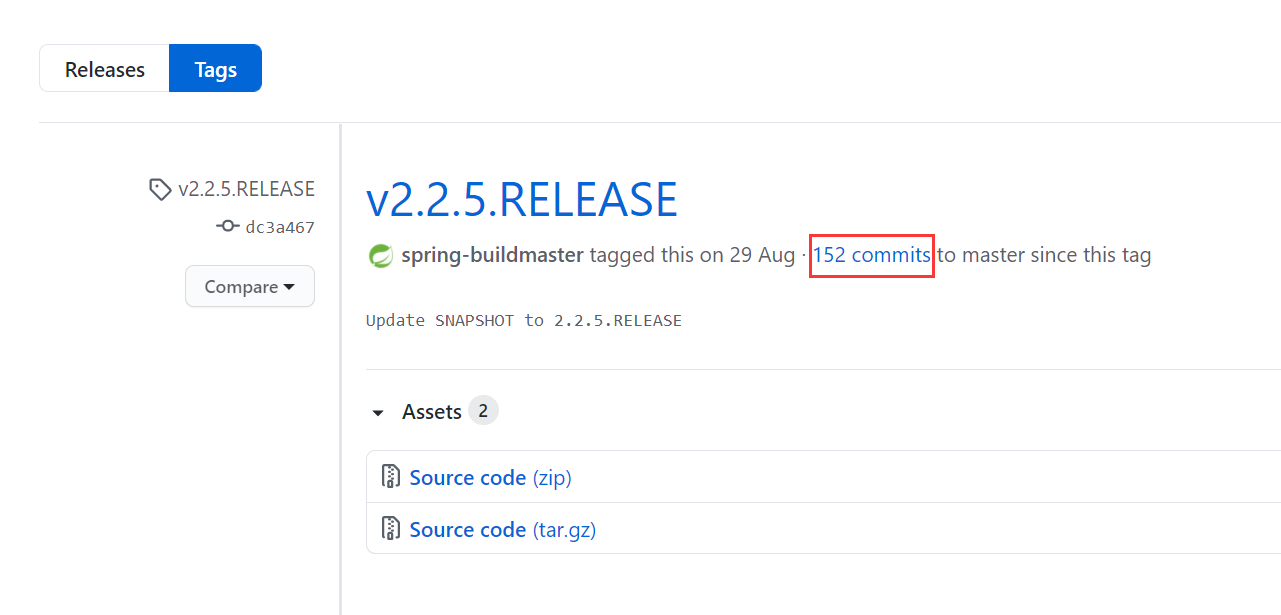 Releases Tags
v2.2.5.RELEASE
dc3a467
Compare
v2.2.5.RELEASE
spring-buildmaster tagged this on 29 Aug · 152 commits to master since this tag
Update SNAPSHOT to 2.2.5.RELEASE
Assets 2
Source code (zip)
Source code (tar.gz)